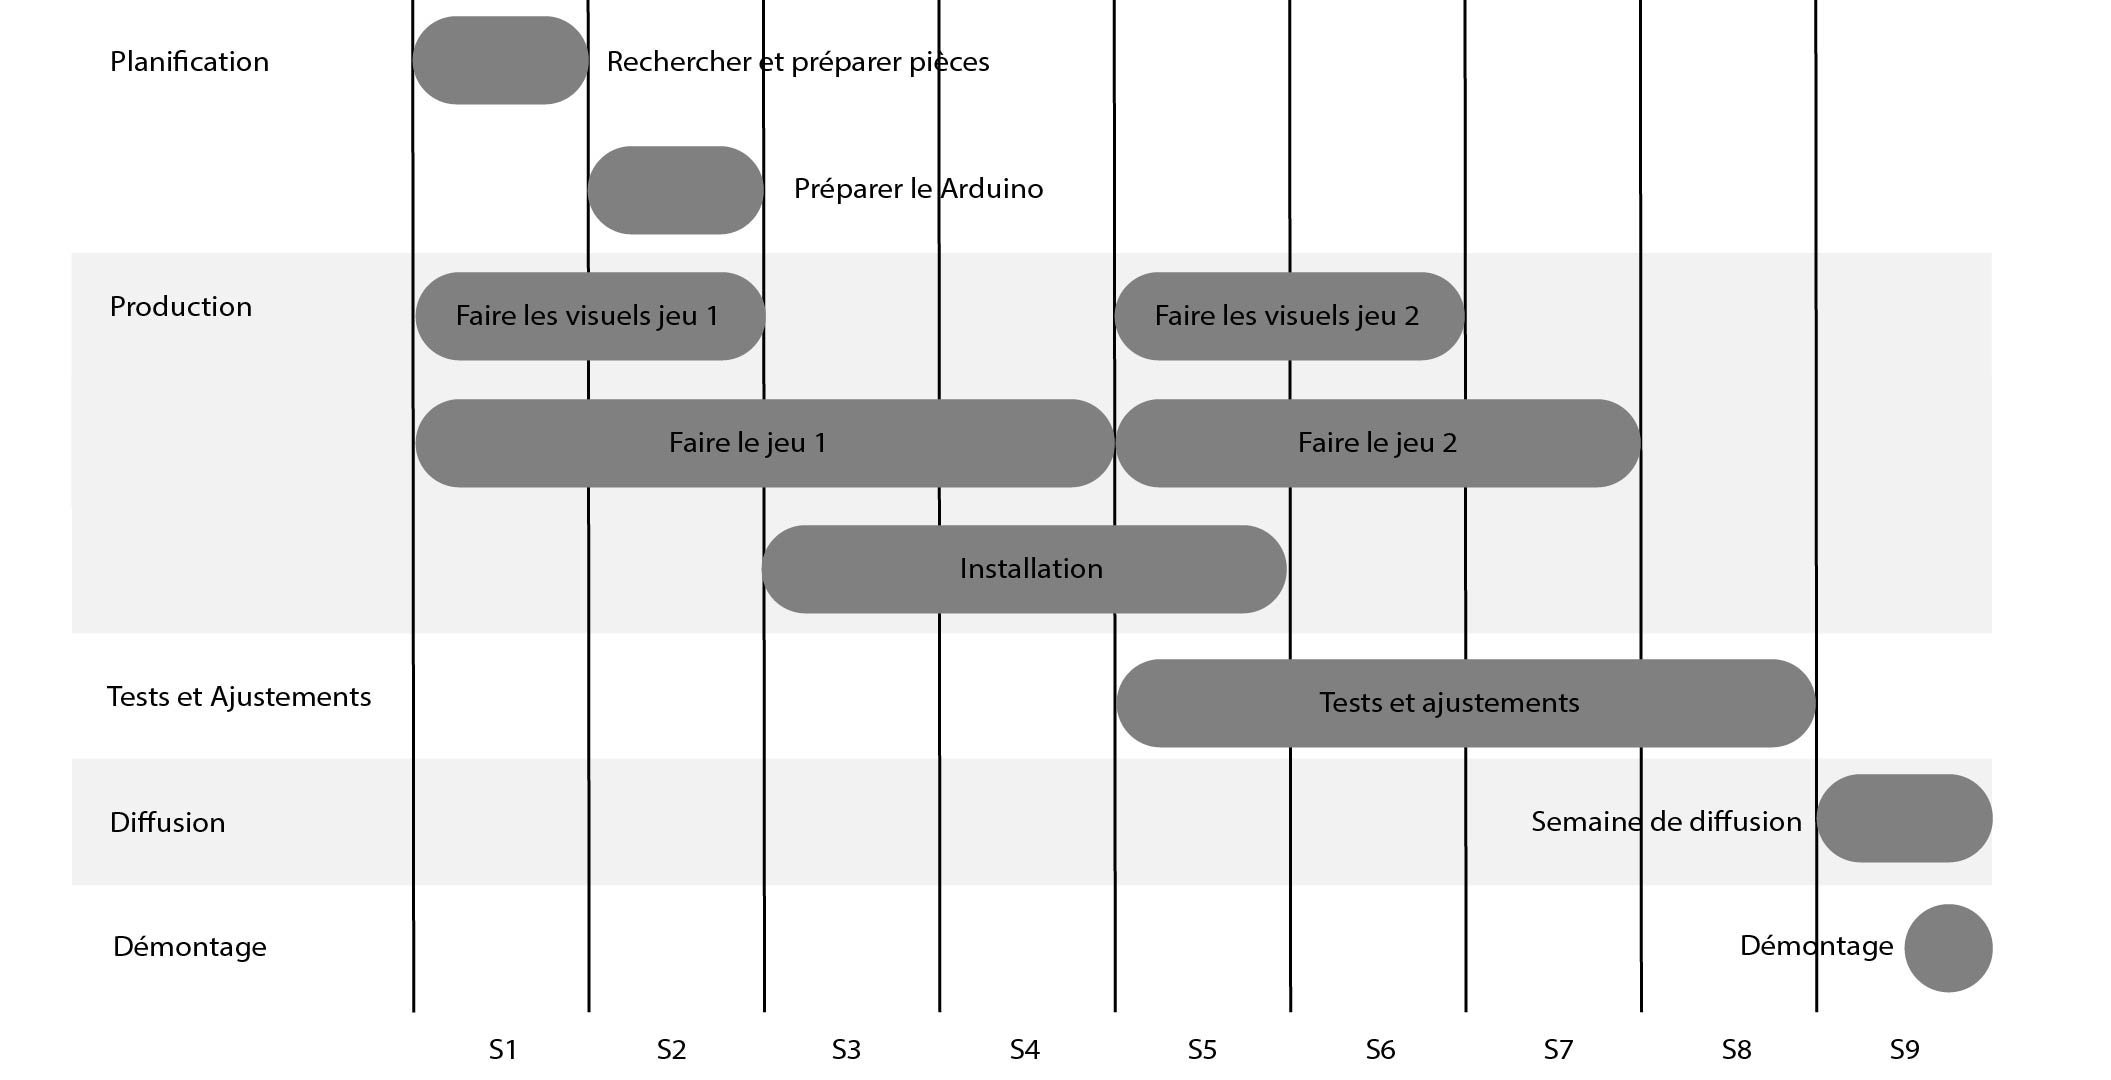 Planification
Rechercher et préparer pièces
Préparer le Arduino
Production
Faire les visuels jeu 1
Faire les visuels jeu 2
Faire le jeu 1
Faire le jeu 2
Installation
Tests et Ajustements
Tests et ajustements
Diffusion
Semaine de diffusion
Démontage
Démontage
S1 S2 S3 S4 S5 S6 S7 S8 S9